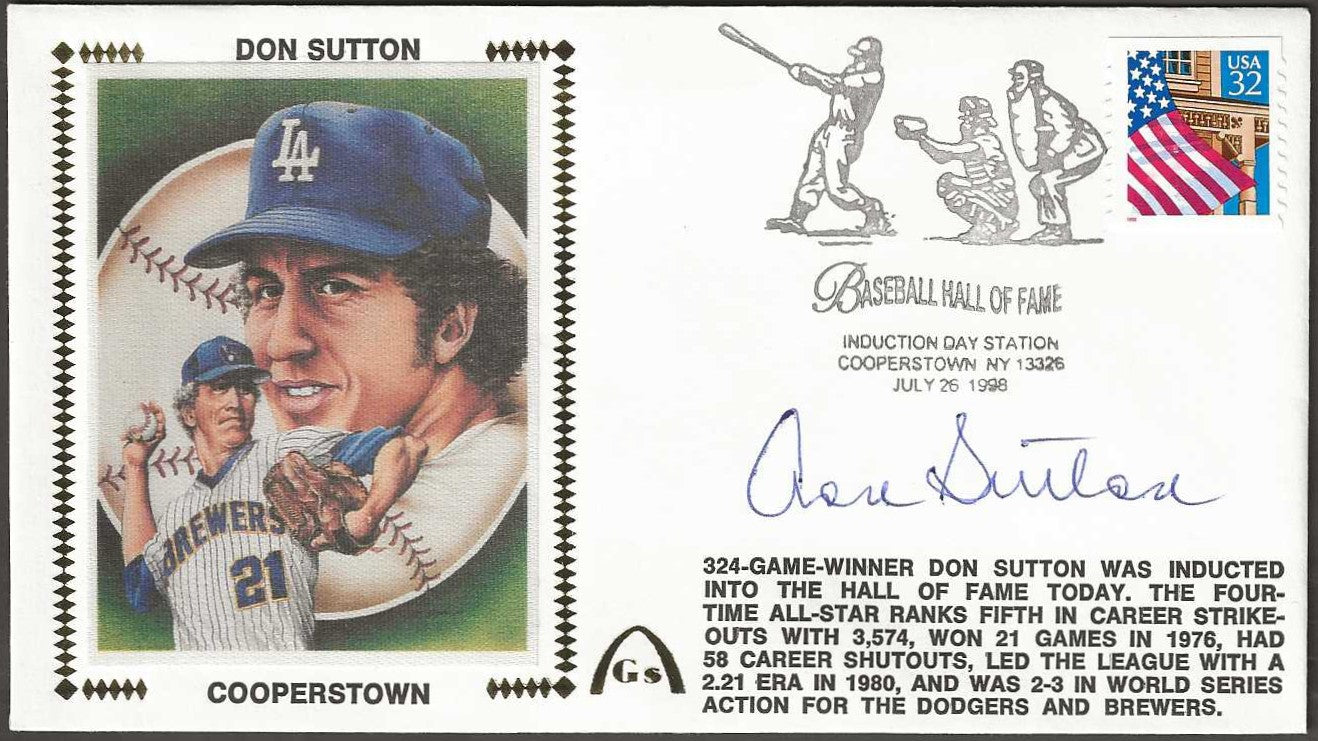 DON SUTTON
LA
BREWERS
21
COOPERSTOWN
USA
32
BASEBALL HALL OF FAME
INDUCTION DAY STATION
COOPERSTOWN NY 13326
JULY 26 1998
Don Sutton
324-GAME-WINNER DON SUTTON WAS INDUCTED
INTO THE HALL OF FAME TODAY. THE FOUR-
TIME ALL-STAR RANKS FIFTH IN CAREER STRIKE-
OUTS WITH 3,574, WON 21 GAMES IN 1976, HAD
58 CAREER SHUTOUTS, LED THE LEAGUE WITH A
2.21 ERA IN 1980, AND WAS 2-3 IN WORLD SERIES
ACTION FOR THE DODGERS AND BREWERS.
Gs